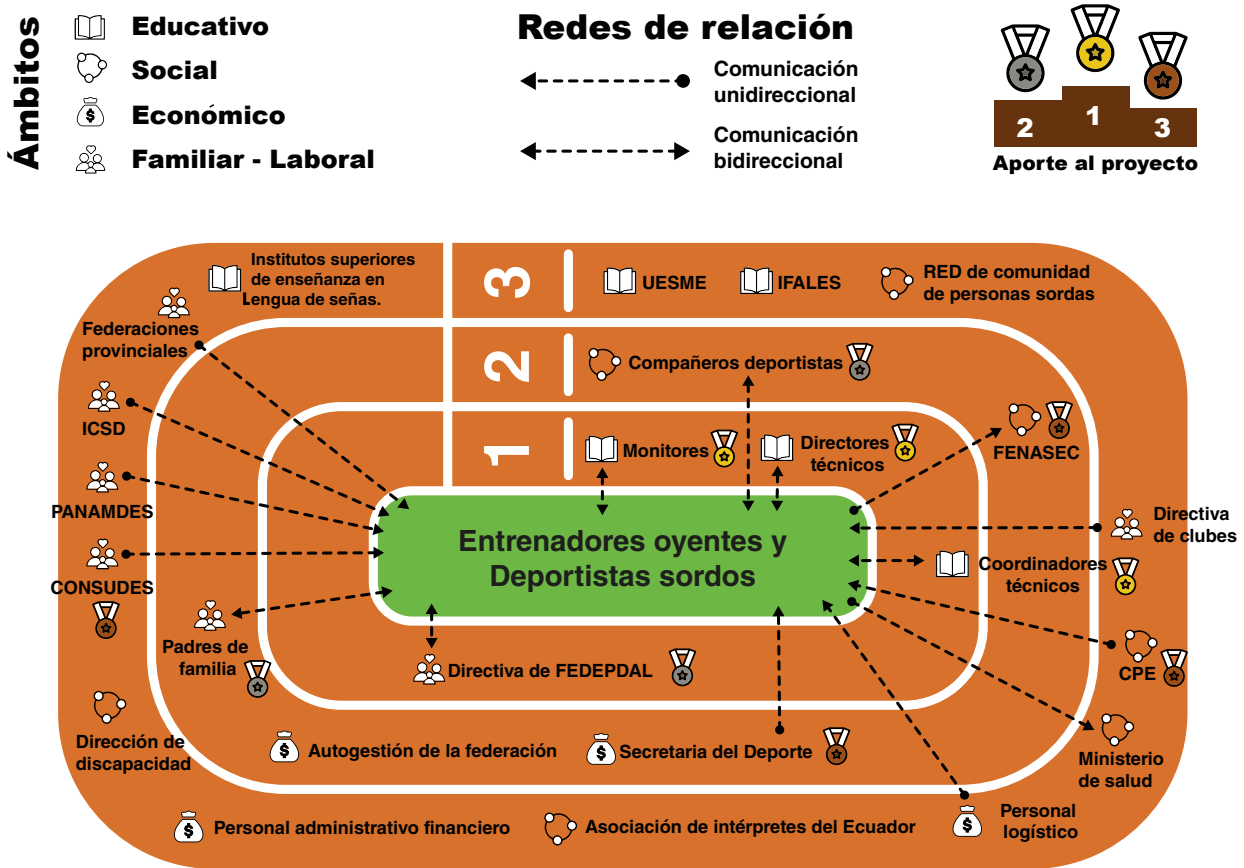 Ámbitos
Educativo
Social
Económico
Familiar - Laboral
Redes de relación
Comunicación
unidireccional
Comunicación
bidireccional
2
1
3
Aporte al proyecto
Institutos superiores
de enseñanza en
Lengua de señas.
3
UESME
IFALES
RED de comunidad
de personas sordas
Federaciones
provinciales
2
Compañeros deportistas
ICSD
1
Monitores
Directores
técnicos
FENASEC
PANAMDES
Directiva
de clubes
Entrenadores oyentes y
Deportistas sordos
CONSUDES
Coordinadores
técnicos
Padres de
familia
Directiva de FEDEPDAL
CPE
Dirección de
discapacidad
$ Autogestión de la federación
$ Secretaria del Deporte
Ministerio
de salud
$ Personal administrativo financiero
Asociación de intérpretes del Ecuador
$ Personal
logístico